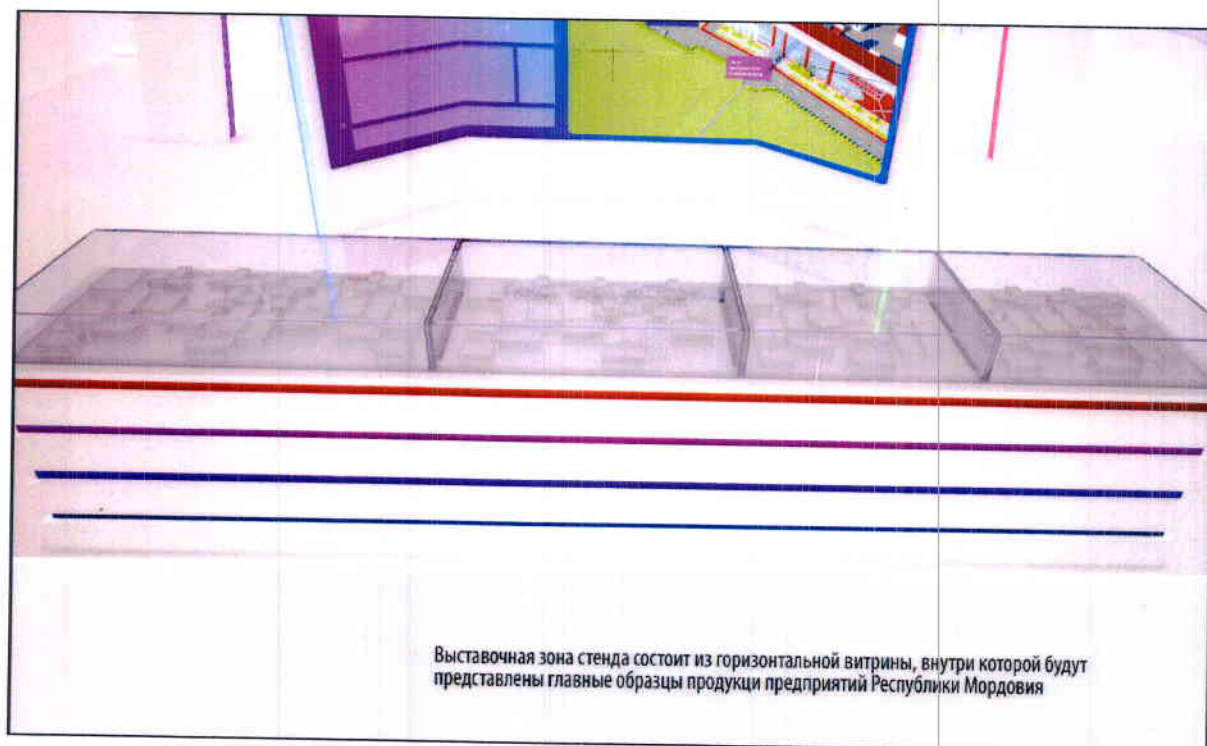 Выставочная зона стенда состоит из горизонтальной витрины, внутри которой будут
представлены главные образцы продукци предприятий Республики Мордовия